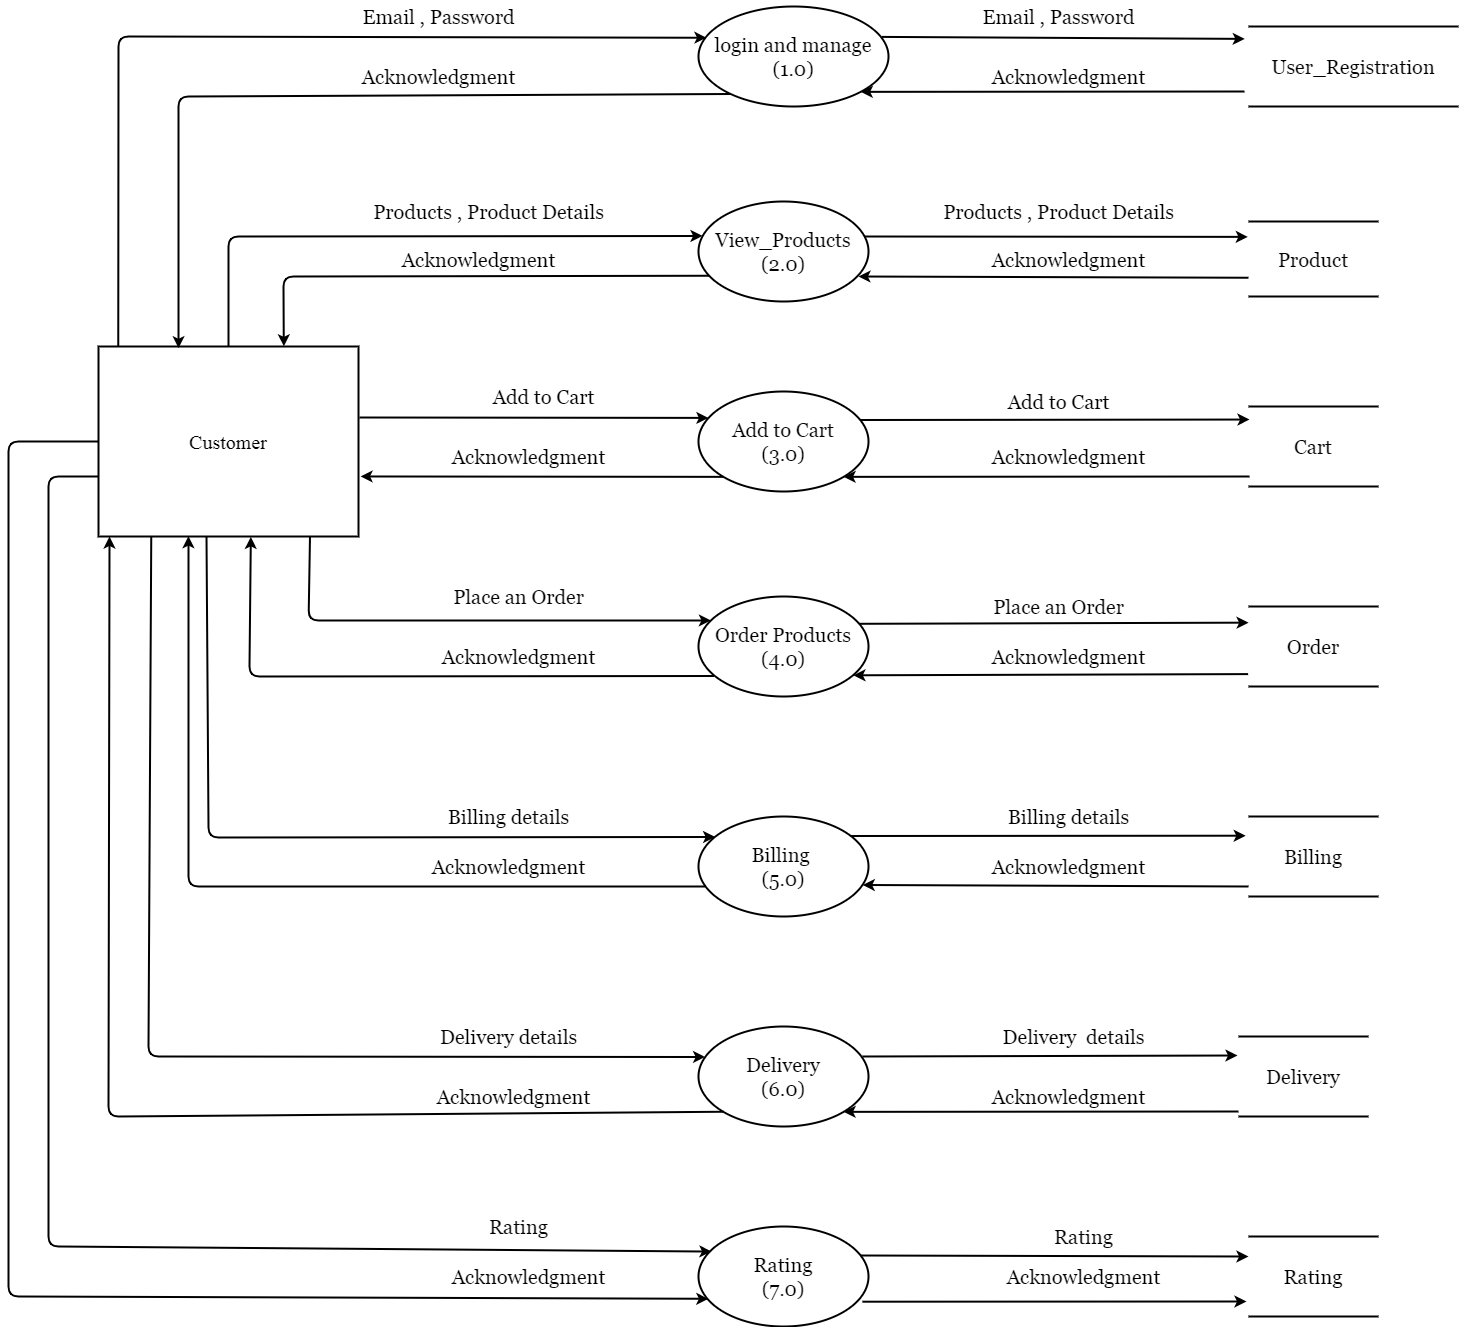 Email , Password
Email , Password
login and manage
(1.0)
User_Registration
Acknowledgment
Acknowledgment
Products , Product Details
Products , Product Details
View_Products
(2.0)
Product
Acknowledgment
Acknowledgment
Customer
Add to Cart
Add to Cart
Add to Cart
(3.0)
Cart
Acknowledgment
Acknowledgment
Place an Order
Place an Order
Order Products
(4.0)
Order
Acknowledgment
Acknowledgment
Billing details
Billing details
Billing
(5.0)
Billing
Acknowledgment
Acknowledgment
Delivery details
Delivery  details
Delivery
(6.0)
Delivery
Acknowledgment
Acknowledgment
Rating
Rating
Rating
(7.0)
Rating
Acknowledgment
Acknowledgment